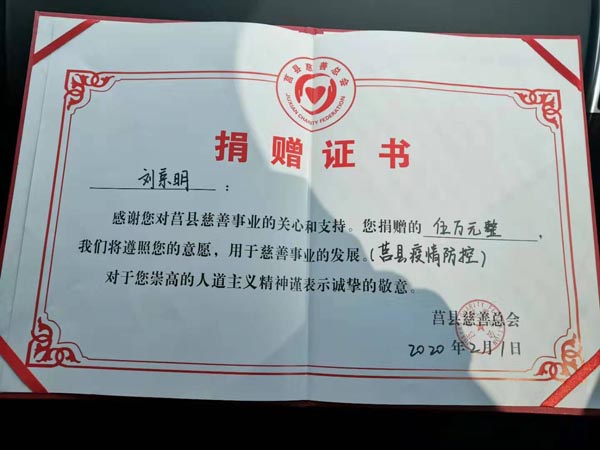 莒县慈善总会
JUXIAN CHARITY FEDERATION
捐赠证书
刘京明：
感谢您对莒县慈善事业的关心和支持。您捐赠的 伍万元整，
我们将遵照您的意愿，用于慈善事业的发展。(莒县疫情防控)
对于您崇高的人道主义精神谨表示诚挚的敬意。
莒县慈善总会
2020年2月1日